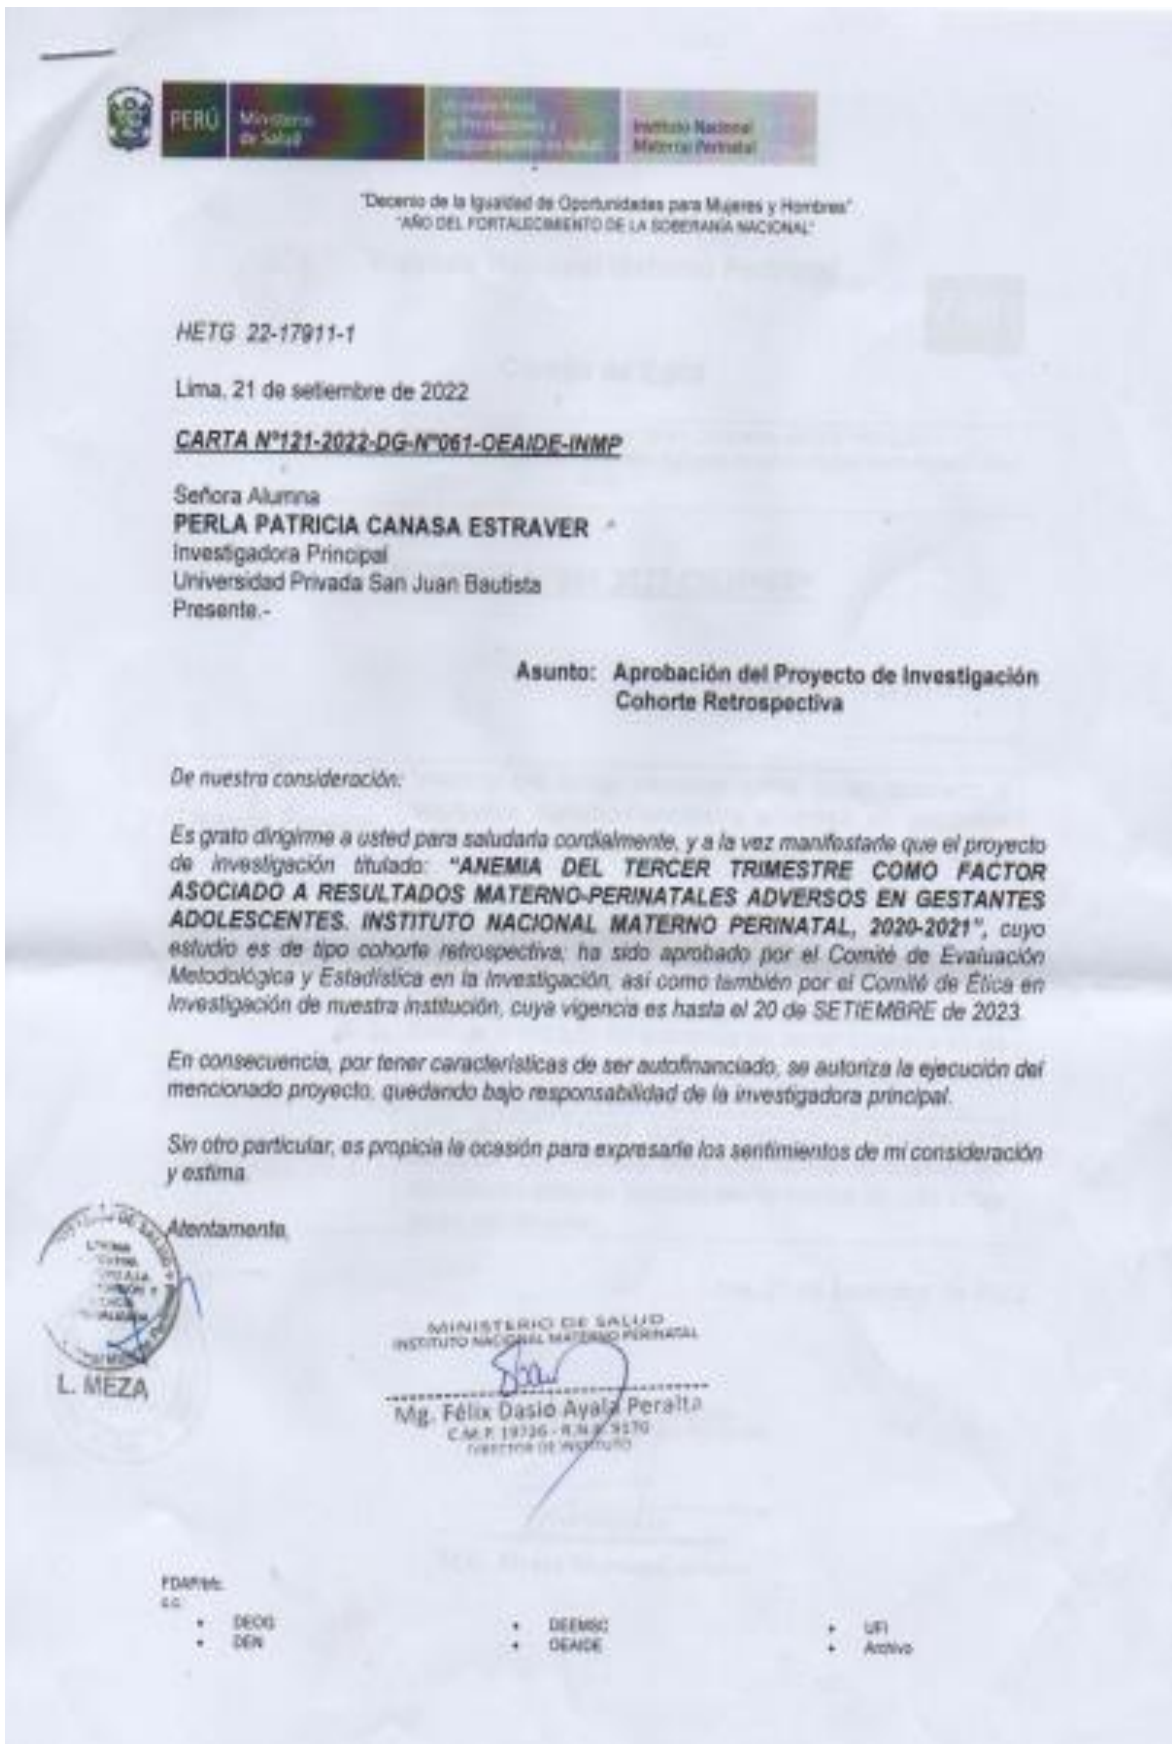 PERÚ
Ministerio
de Salud
Instituto Nacional
Materno Perinatal
"Decenio de la Igualdad de Oportunidades para Mujeres y Hombres"
"AÑO DEL FORTALECIMIENTO DE LA SOBERANÍA NACIONAL"
HETG 22-17911-1
Lima, 21 de setiembre de 2022
CARTA N°121-2022-DG-N°061-OEAIDE-INMP
Señora Alumna
PERLA PATRICIA CANASA ESTRAVER
Investigadora Principal
Universidad Privada San Juan Bautista
Presente.-
Asunto: Aprobación del Proyecto de Investigación
Cohorte Retrospectiva
De nuestra consideración:
Es grato dirigirme a usted para saludarla cordialmente, y a la vez manifestarle que el proyecto
de investigación titulado: "ANEMIA DEL TERCER TRIMESTRE COMO FACTOR
ASOCIADO A RESULTADOS MATERNO-PERINATALES ADVERSOS EN GESTANTES
ADOLESCENTES. INSTITUTO NACIONAL MATERNO PERINATAL, 2020-2021", cuyo
estudio es de tipo cohorte retrospectiva; ha sido aprobado por el Comité de Evaluación
Metodológica y Estadística en la Investigación, así como también por el Comité de Ética en
Investigación de nuestra institución, cuya vigencia es hasta el 20 de SETIEMBRE de 2023.
En consecuencia, por tener características de ser autofinanciado, se autoriza la ejecución del
mencionado proyecto, quedando bajo responsabilidad de la investigadora principal.
Sin otro particular, es propicia la ocasión para expresarle los sentimientos de mi consideración
y estima.
Atentamente,
L. MEZA
MINISTERIO DE SALUD
INSTITUTO NACIONAL MATERNO PERINATAL
Mg. Félix Dasio Ayala Peralta
C.M.P. 19726 - R.N.E. 9170
DIRECTOR DE INSTITUTO
• DEOG
• DEN
• DEEMSC
• OEAIDE
• UFI
• Archivo